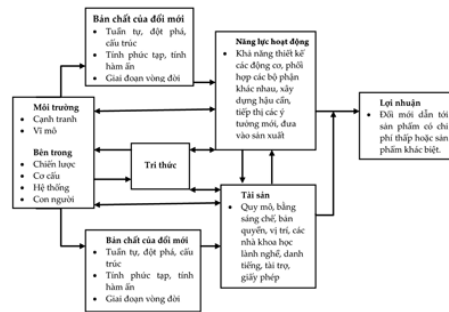 Bản chất của đổi mới
• Tuần tự, đột phá,
cấu trúc
• Tính phức tạp, tính
hàm ẩn
• Giai đoạn vòng đời
Năng lực hoạt động
• Khả năng thiết kế
các động cơ, phối
hợp các bộ phận
khác nhau, xây
dựng hậu cần,
tiếp thị các ý
tưởng mới, đưa
vào sản xuất
Môi trường
• Cạnh tranh
• Vĩ mô
Bên trong
• Chiến lược
• Cơ cấu
• Hệ thống
• Con người
Tri thức
Lợi nhuận
• Đổi mới dẫn tới
sản phẩm có chi
phí thấp hoặc sản
phẩm khác biệt.
Tài sản
• Quy mô, bằng
sáng chế, bản
quyền, vị trí, các
nhà khoa học
lành nghề, danh
tiếng, tài trợ,
giấy phép
Bản chất của đổi mới
• Tuần tự, đột phá, cấu
trúc
• Tính phức tạp, tính
hàm ẩn
• Giai đoạn vòng đời